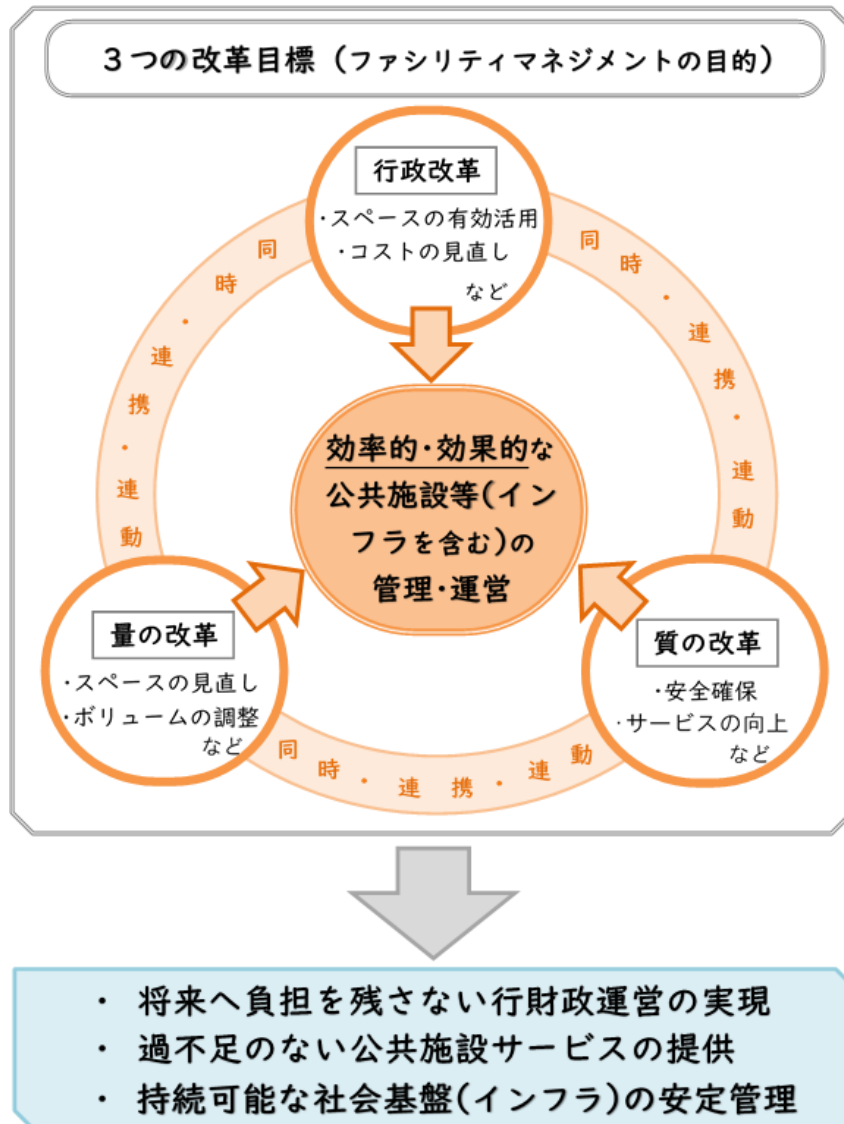 3つの改革目標（ファシリティマネジメントの目的）
行政改革
・スペースの有効活用
・コストの見直し
など
同時・連携・連動
同時・連携・連動
効率的・効果的な
公共施設等(イン
フラを含む)の
管理・運営
量の改革
・スペースの見直し
・ボリュームの調整
など
質の改革
・安全確保
・サービスの向上
など
同時・連携・連動
・ 将来へ負担を残さない行財政運営の実現
・ 過不足のない公共施設サービスの提供
・ 持続可能な社会基盤(インフラ)の安定管理